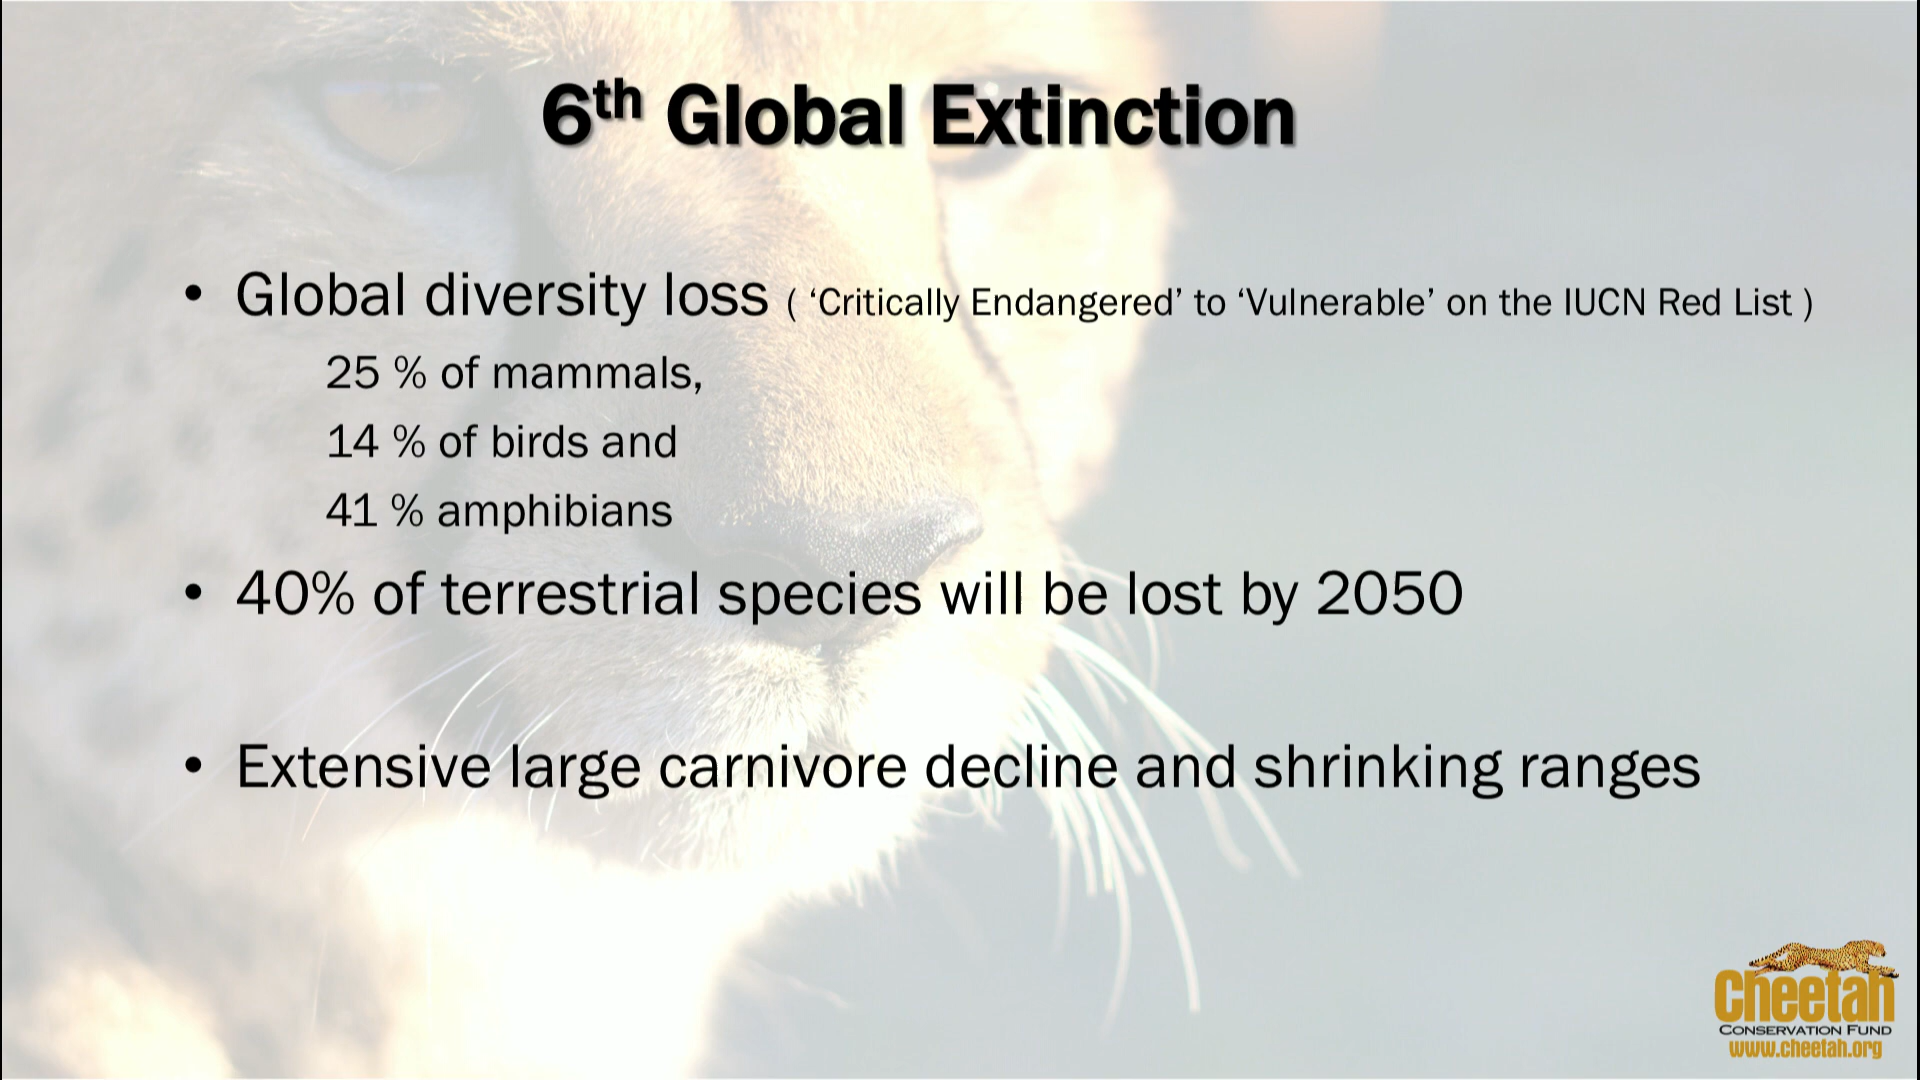 6th Global Extinction
• Global diversity loss ( ‘Critically Endangered’ to ‘Vulnerable’ on the IUCN Red List )
25 % of mammals,
14 % of birds and
41 % amphibians
• 40% of terrestrial species will be lost by 2050
• Extensive large carnivore decline and shrinking ranges
Cheetah
CONSERVATION FUND
www.cheetah.org